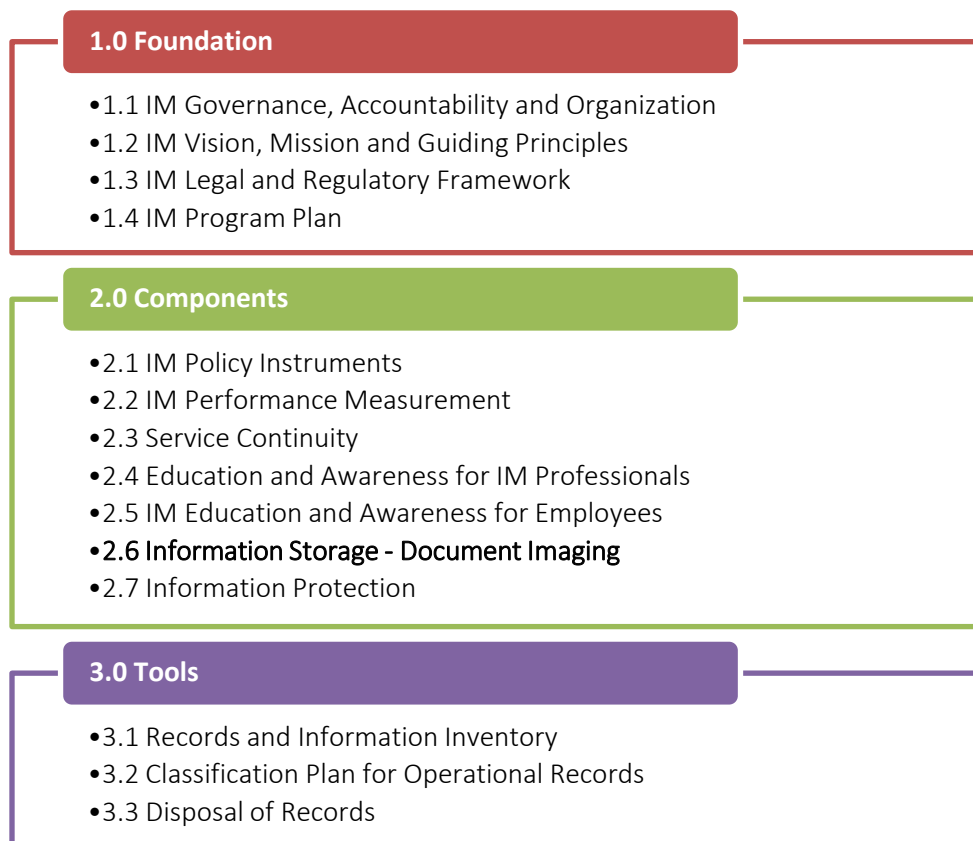 1.0 Foundation
•1.1 IM Governance, Accountability and Organization
•1.2 IM Vision, Mission and Guiding Principles
•1.3 IM Legal and Regulatory Framework
•1.4 IM Program Plan
2.0 Components
•2.1 IM Policy Instruments
•2.2 IM Performance Measurement
•2.3 Service Continuity
•2.4 Education and Awareness for IM Professionals
•2.5 IM Education and Awareness for Employees
•2.6 Information Storage - Document Imaging
•2.7 Information Protection
3.0 Tools
•3.1 Records and Information Inventory
•3.2 Classification Plan for Operational Records
•3.3 Disposal of Records